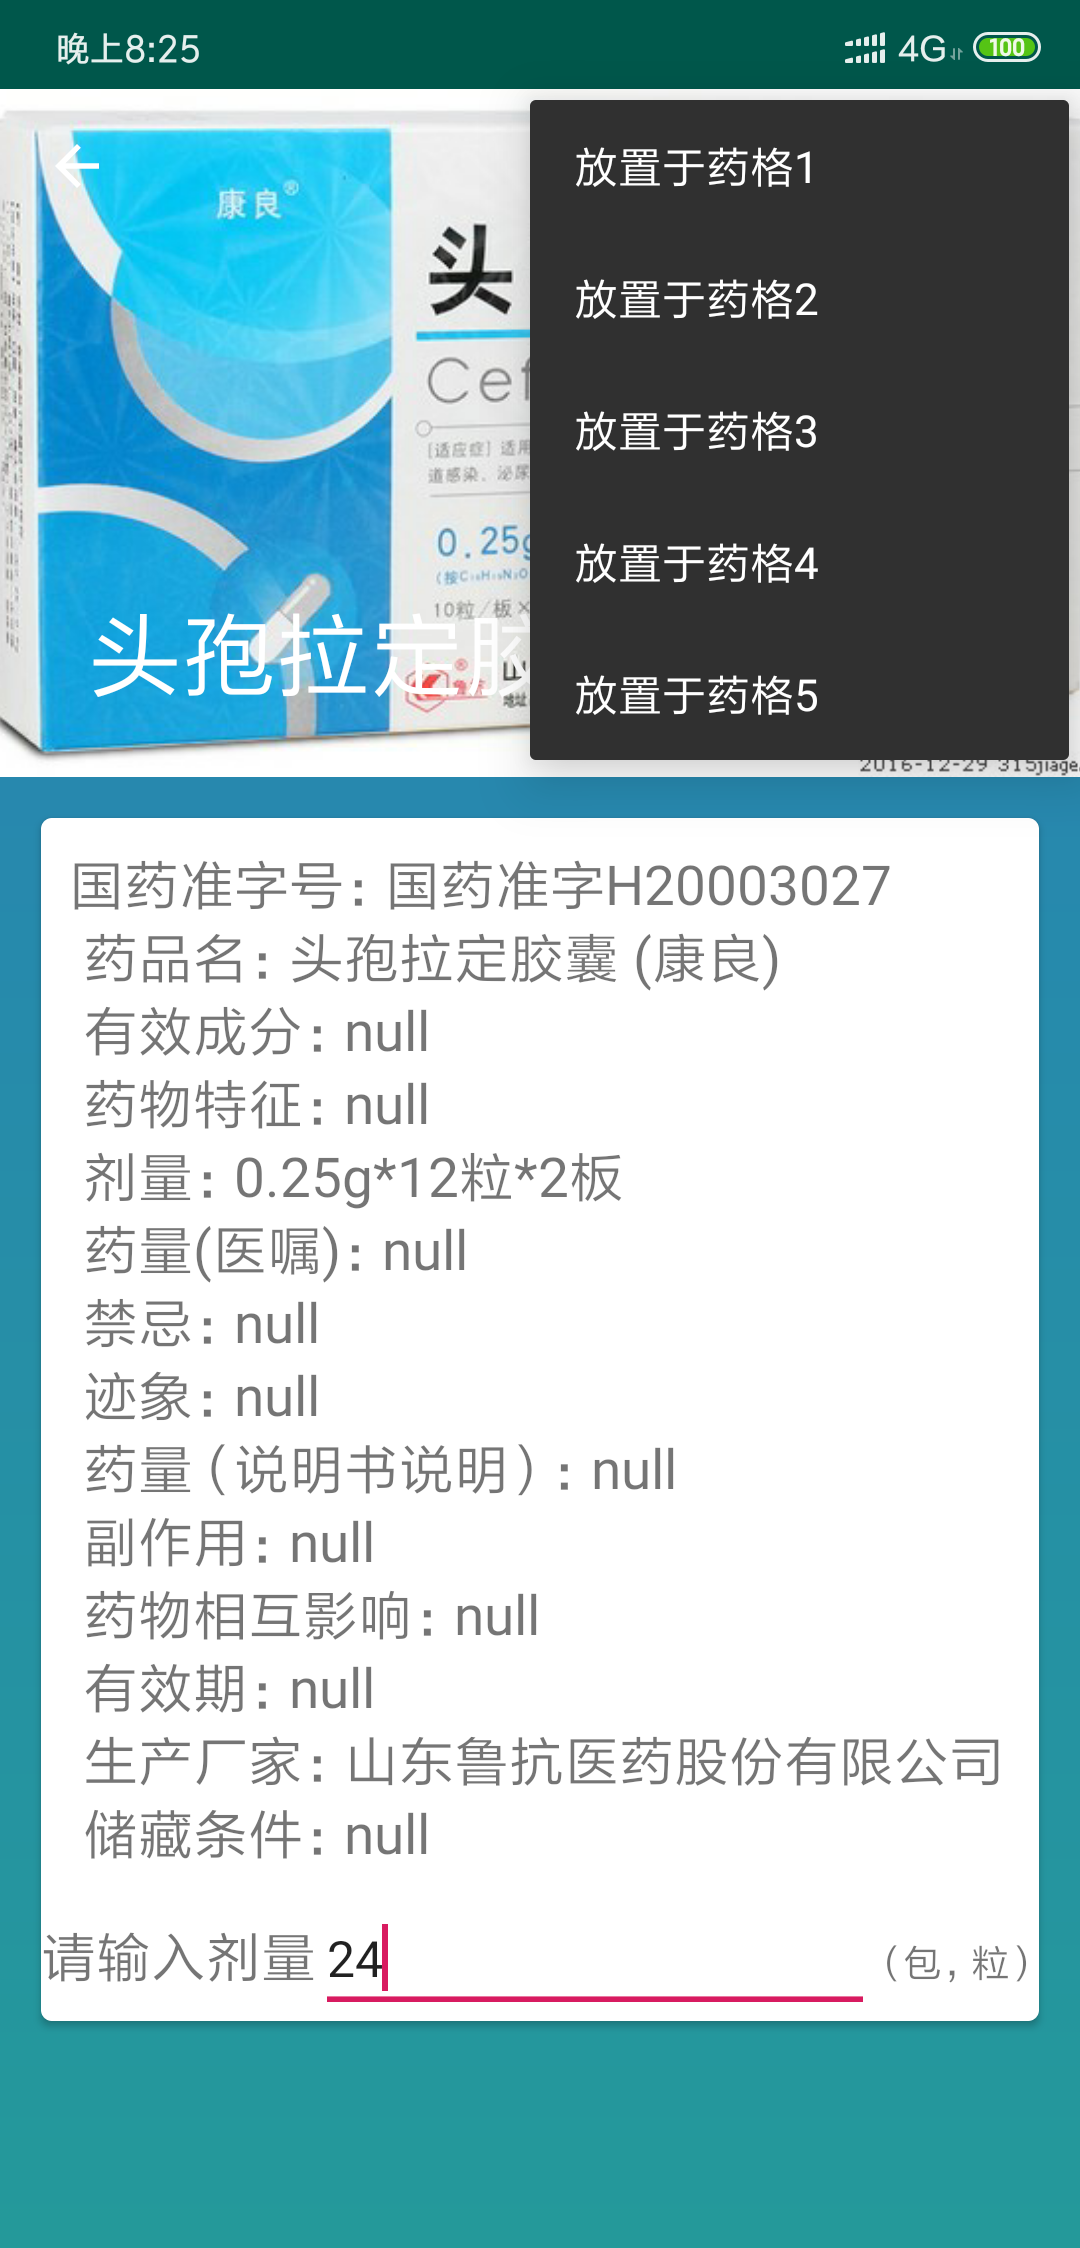 晚上8:25
4G
100
放置于药格1
放置于药格2
放置于药格3
放置于药格4
放置于药格5
康良®
头
Cef
[适应症] 适用
道感染、泌尿
0.25g
10粒/板×
头孢拉定胶
山
地址
2016-12-29 315jiage.
国药准字号: 国药准字H20003027
药品名: 头孢拉定胶囊 (康良)
有效成分: null
药物特征: null
剂量: 0.25g*12粒*2板
药量(医嘱): null
禁忌: null
迹象: null
药量（说明书说明）: null
副作用: null
药物相互影响: null
有效期: null
生产厂家: 山东鲁抗医药股份有限公司
储藏条件: null
请输入剂量 24 （包, 粒）